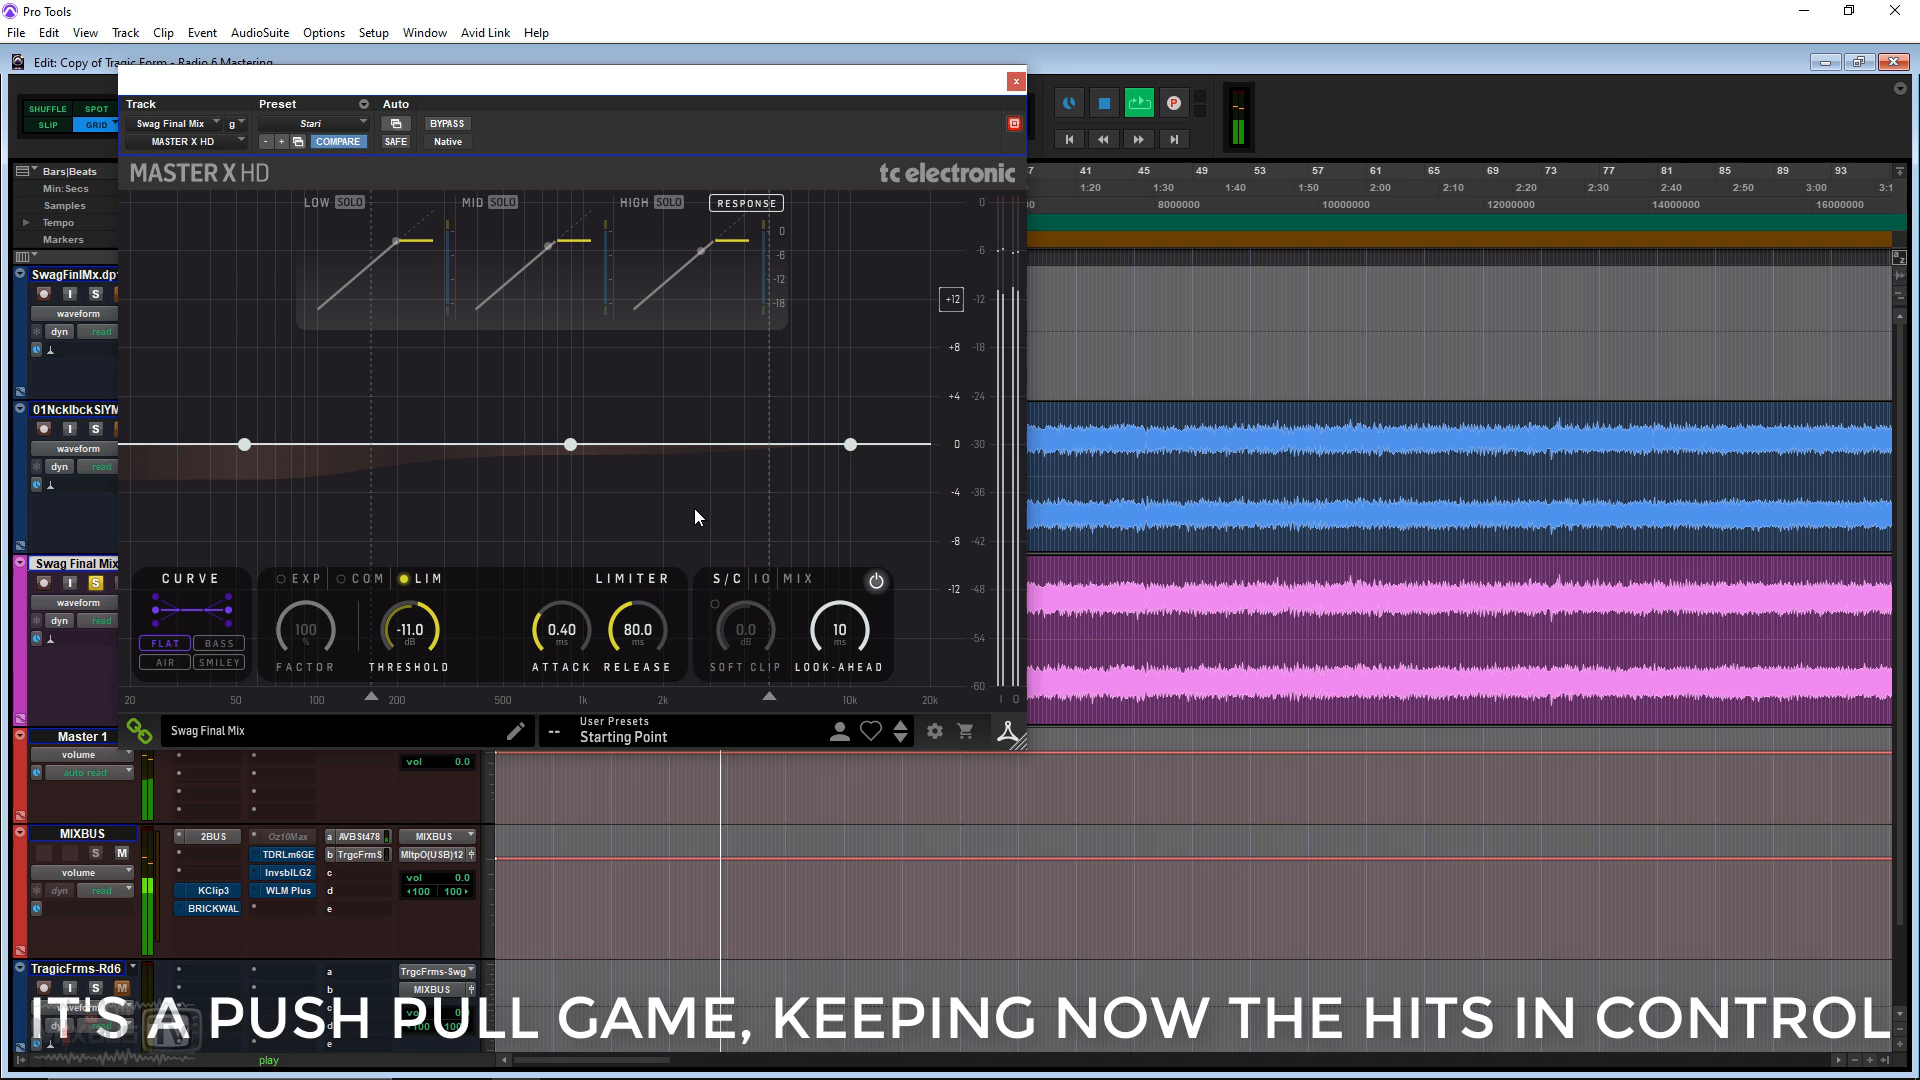 Pro Tools
File Edit View Track Clip Event AudioSuite Options Setup Window Avid Link Help
Edit: Copy of Tragic Form - Radio 6 Mastering
Track Preset Auto
SHUFFLE SPOT
SLIP GRID
Swag Final Mix g Stari BYPASS
MASTER X HD - + COMPARE SAFE Native
MASTER X HD tc electronic
Bars|Beats
Min:Secs
Samples
Tempo
Markers
41 45 49 53 57 61 65 69 73 77 81 85 89 93
1:20 1:30 1:40 1:50 2:00 2:10 2:20 2:30 2:40 2:50 3:00 3:1
8000000 10000000 12000000 14000000 16000000
LOW SOLO MID SOLO HIGH SOLO RESPONSE
0 -6 -12 -18
+12 +8 +4 0 -4 -8 -12
0 -6 -12 -18 -24 -30 -36 -42 -48 -54 -60
SwagFinlMx.dp
I S
waveform
dyn read
01NcklbckSIYM
I S
waveform
dyn read
Swag Final Mix
I S
waveform
dyn read
CURVE EXP COM LIM LIMITER S/C IO MIX
FLAT BASS
AIR SMILEY
100 % -11.0 dB 0.40 ms 80.0 ms 0.0 dB 10 ms
FACTOR THRESHOLD ATTACK RELEASE SOFT CLIP LOOK-AHEAD
20 50 100 200 500 1k 2k 10k 20k I O
Swag Final Mix -- User Presets
Starting Point
Master 1
volume
auto read
vol 0.0
MIXBUS
S M
volume
dyn read
2BUS Oz10Max a AVBSt478 MIXBUS
TDRLm6GE b TrgcFrmS MltpO(USB)12
InvsblLG2 c
KClip3 WLM Plus d
BRICKWAL e
vol 0.0
100 100
TragicFrms-Rd6
I S M
a TrgcFrms-Swg
b MIXBUS
IT'S A PUSH PULL GAME, KEEPING NOW THE HITS IN CONTROL
play